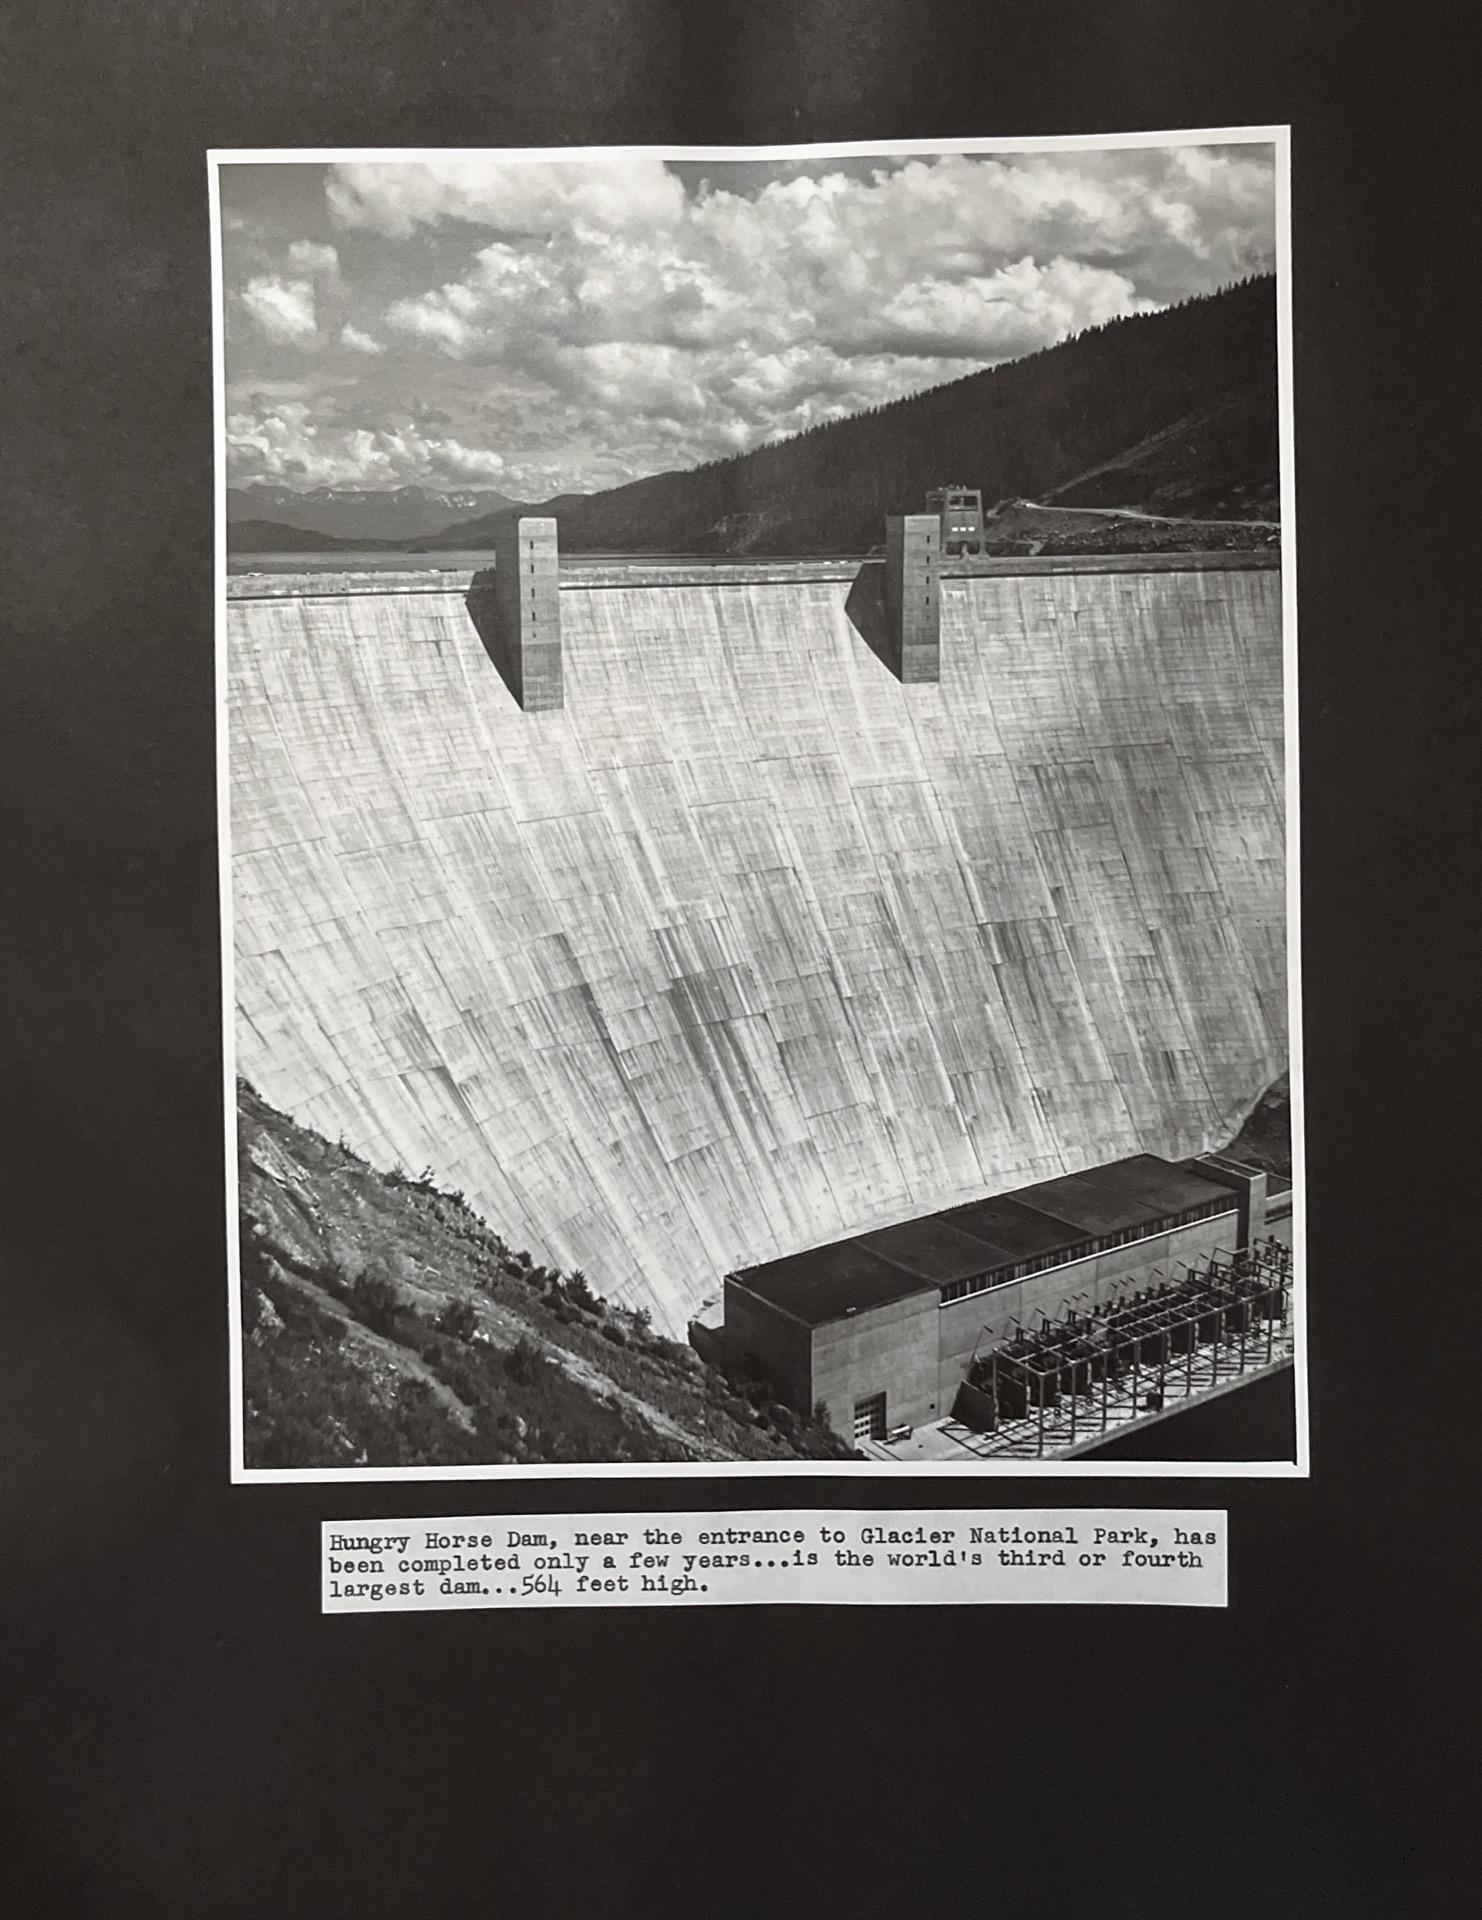 Hungry Horse Dam, near the entrance to Glacier National Park, has
been completed only a few years...is the world's third or fourth
largest dam...564 feet high.